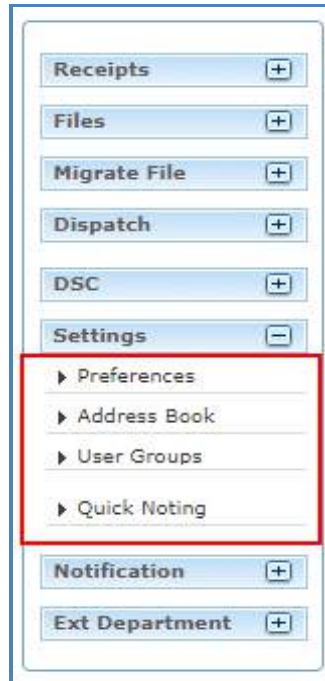 Receipts
Files
Migrate File
Dispatch
DSC
Settings
Preferences
Address Book
User Groups
Quick Noting
Notification
Ext Department